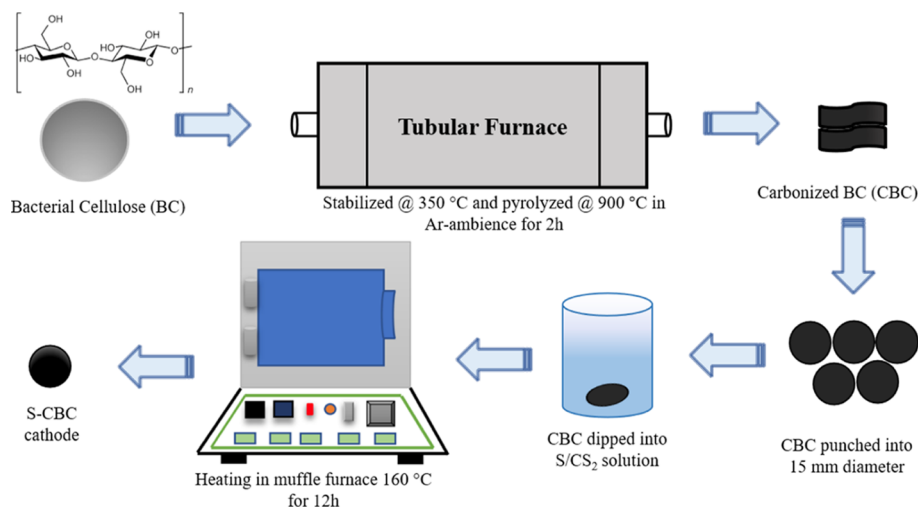 OH
OH
HO
O
OH
O
HO
O
O
OH
O
OH
n
Bacterial Cellulose (BC)
Tubular Furnace
Stabilized @ 350 °C and pyrolyzed @ 900 °C in
Ar-ambience for 2h
Carbonized BC (CBC)
CBC punched into
15 mm diameter
CBC dipped into
S/CS₂ solution
Heating in muffle furnace 160 °C
for 12h
S-CBC
cathode